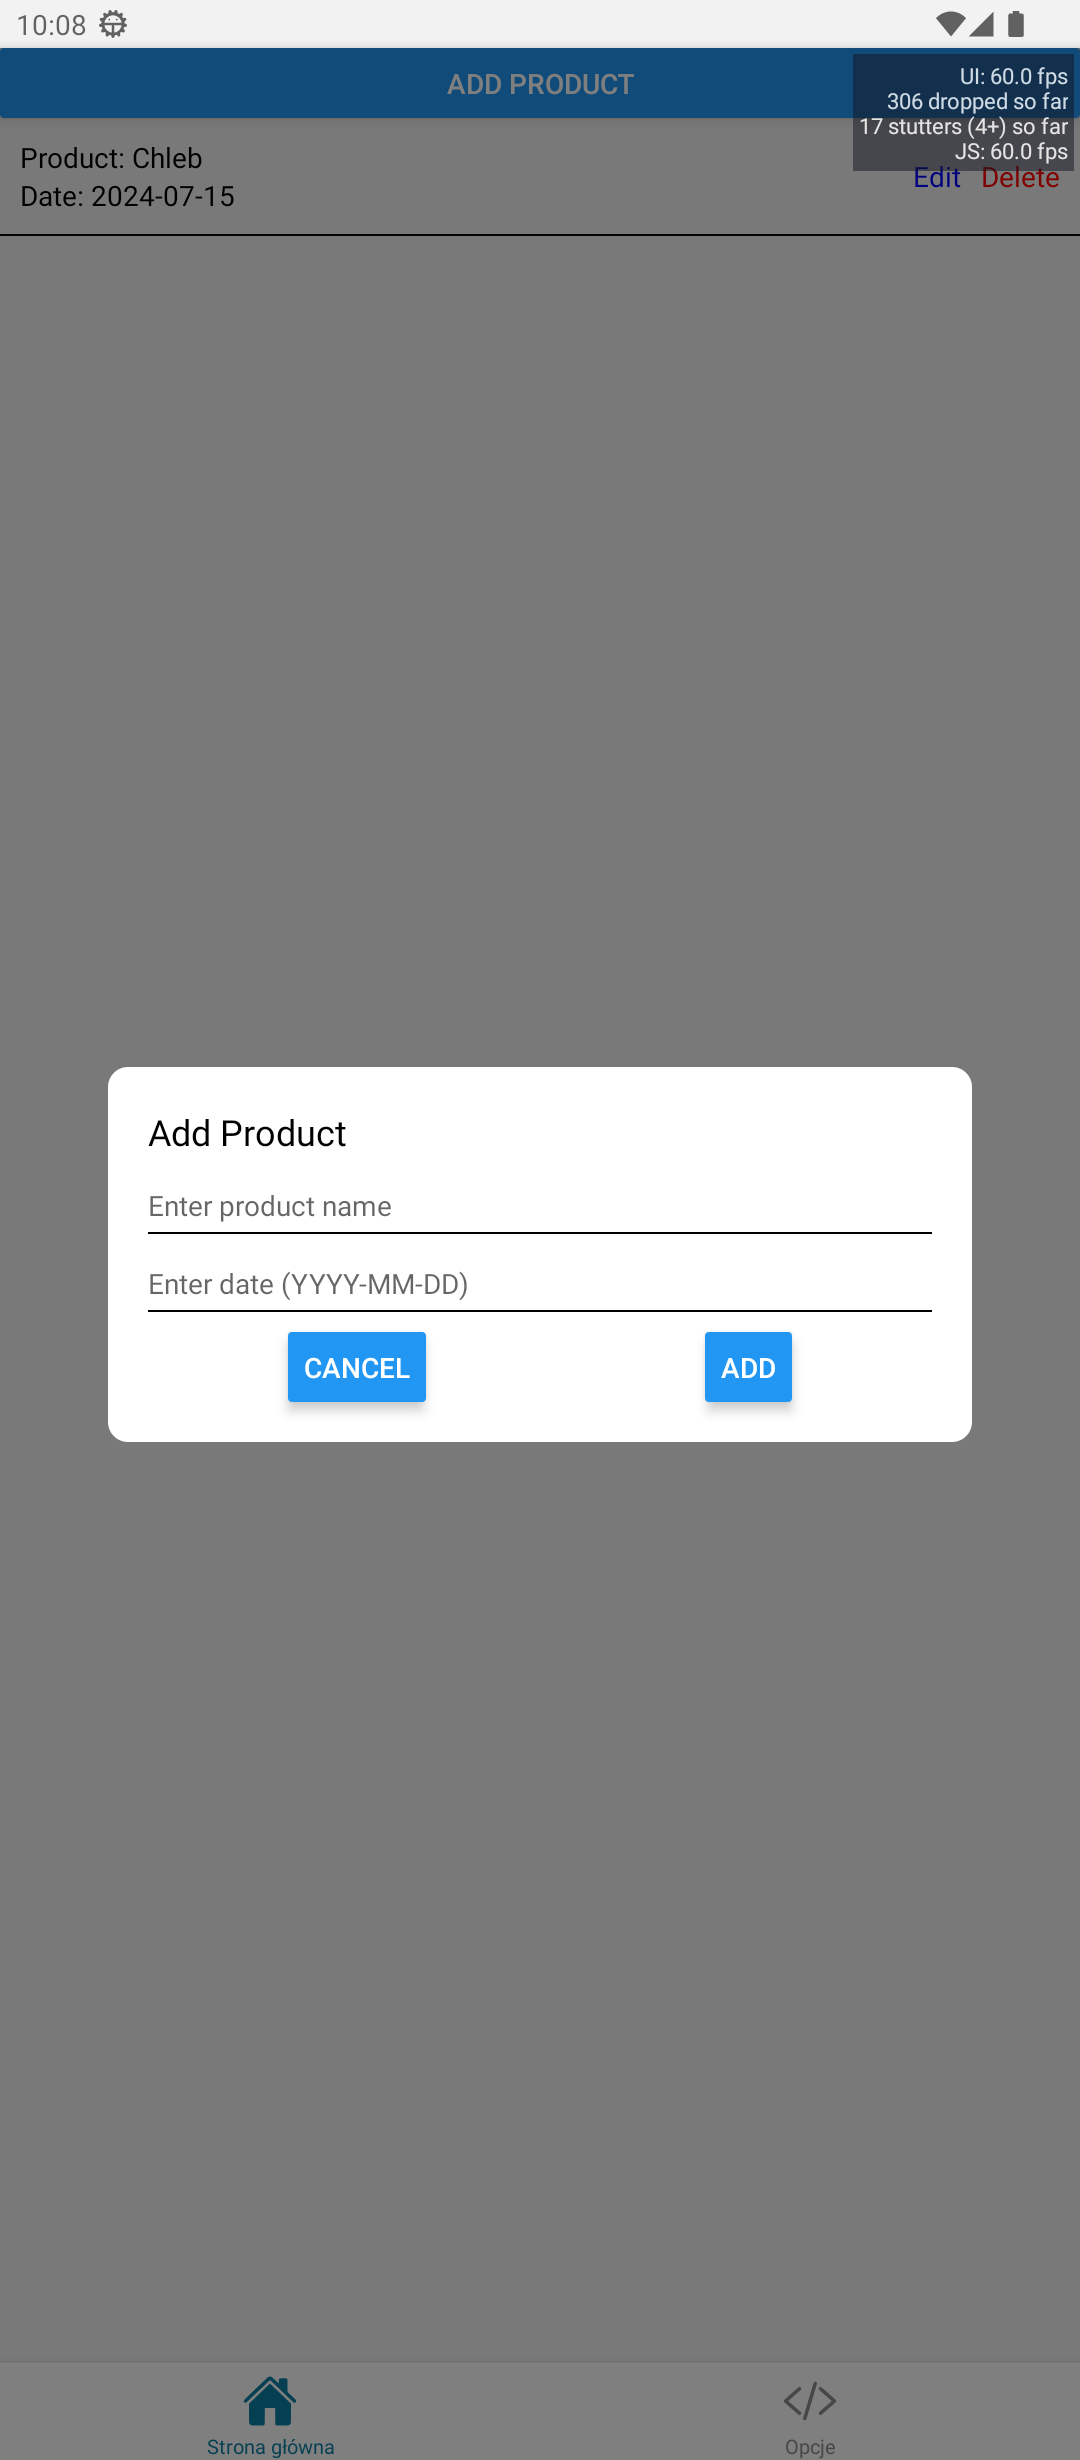 10:08
ADD PRODUCT
UI: 60.0 fps
306 dropped so far
17 stutters (4+) so far
JS: 60.0 fps
Product: Chleb
Date: 2024-07-15
Edit Delete
Add Product
Enter product name
Enter date (YYYY-MM-DD)
CANCEL ADD
Strona główna Opcje